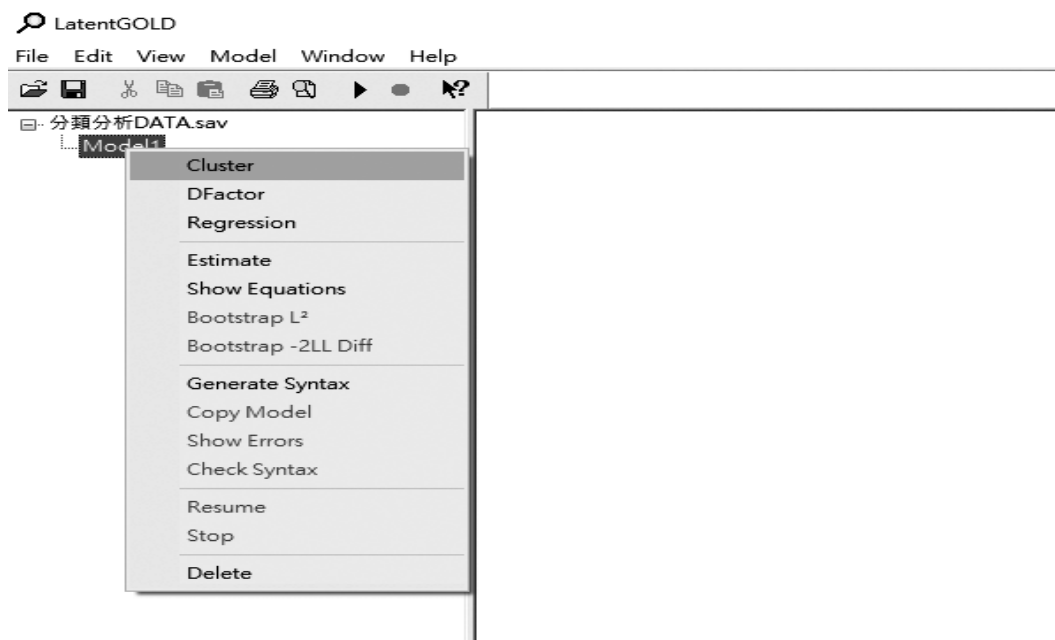 LatentGOLD
File Edit View Model Window Help
分類分析DATA.sav
Model1
Cluster
DFactor
Regression
Estimate
Show Equations
Bootstrap L²
Bootstrap -2LL Diff
Generate Syntax
Copy Model
Show Errors
Check Syntax
Resume
Stop
Delete